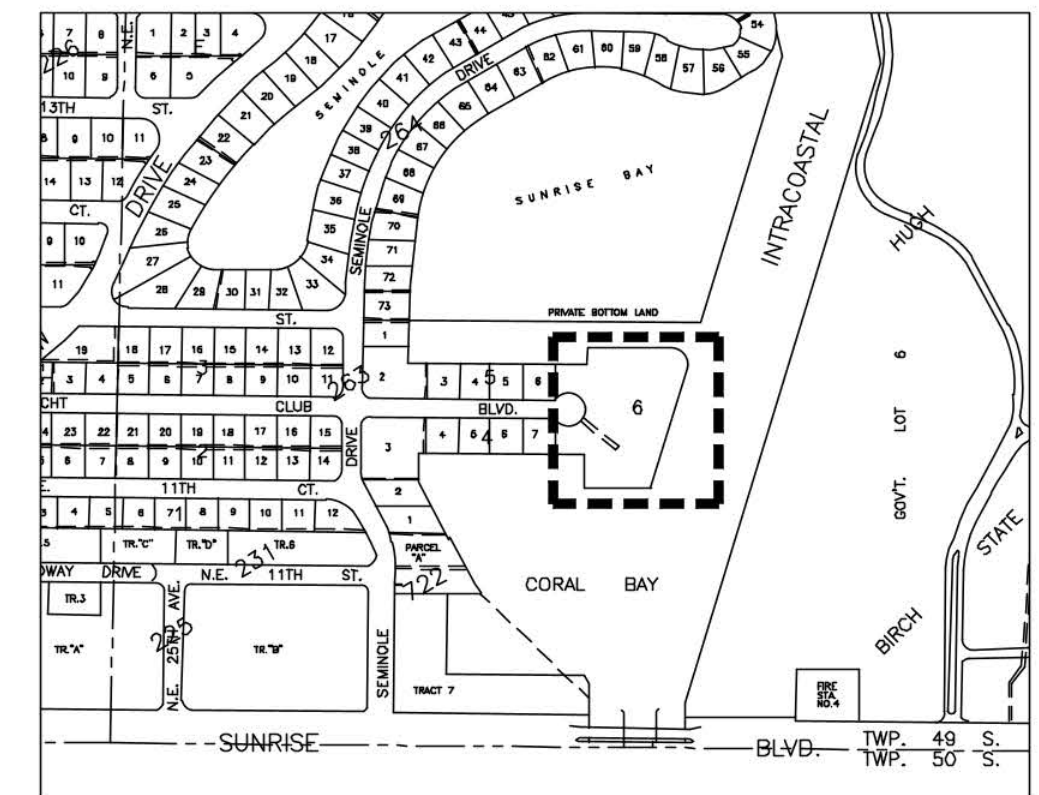 7 8 N.E. 1 2 3 4
226 E
10 9 6 5
13TH ST.
9 10 11
14 13 12
CT.
9 10
11
DRIVE
17
18
19
20
21
22
23
24
25
26
27
28 29 30 31 32 33
34
35
36
37
38
39
40
41
42
43
44
SEMINOLE
DRIVE
264
54
55
56
57
58
59
60
61
62
63
64
65
66
67
68
69
70
71
72
73
1
2
SEMINOLE
SUNRISE BAY
INTRACOASTAL
HUGH
PRIVATE BOTTOM LAND
ST.
19 18 17 16 15 14 13 12
3
3 4 5 6 7 8 9 10 11
263
3 4 5 6
5
CHT CLUB BLVD.
6
4 5 6 7
4
23 22 21 20 19 18 17 16 15
2
6 7 8 9 10 11 12 13 14
DRIVE
3
11TH CT.
2
1
4 5 6 7 8 9 10 11 12
1
TR."C" TR."D" TR.6
231
PARCEL
"A"
722
DRIVE N.E. 11TH ST.
TR.3
TR."A"
N.E. 25TH AVE.
225
TR."B"
SEMINOLE
TRACT 7
CORAL BAY
GOV'T. LOT 6
STATE
BIRCH
FIRE
STA.
NO.4
SUNRISE BLVD.
TWP. 49 S.
TWP. 50 S.